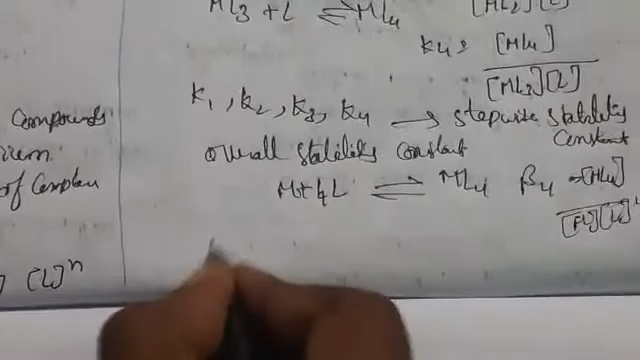 Compounds
of Complex
[L]ⁿ
ML3 + L ⇌ ML4
K4 = [ML4]
[ML3][L]
K1, K2, K3, K4 → stepwise stability
constant
overall stability constant
M+4L ⇌ ML4 β4 = [ML4]
[M][L]⁴